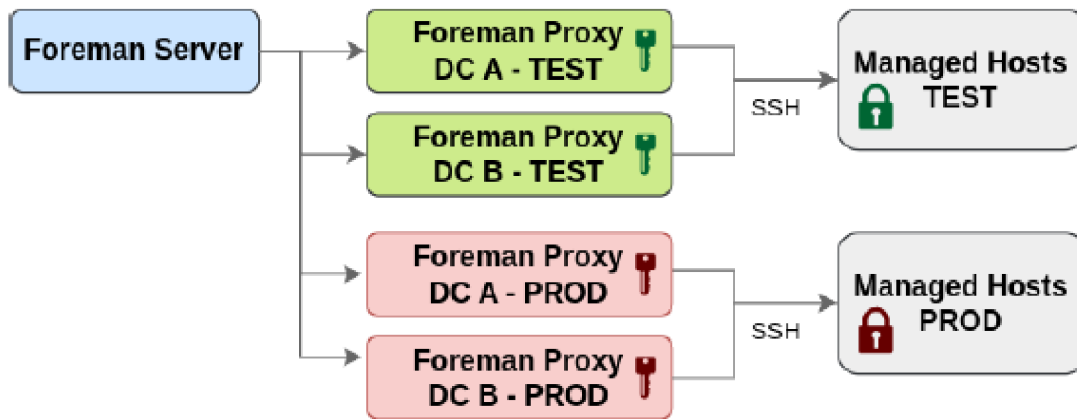 Foreman Server
Foreman Proxy
DC A - TEST
Foreman Proxy
DC B - TEST
SSH
Managed Hosts
TEST
Foreman Proxy
DC A - PROD
Foreman Proxy
DC B - PROD
SSH
Managed Hosts
PROD